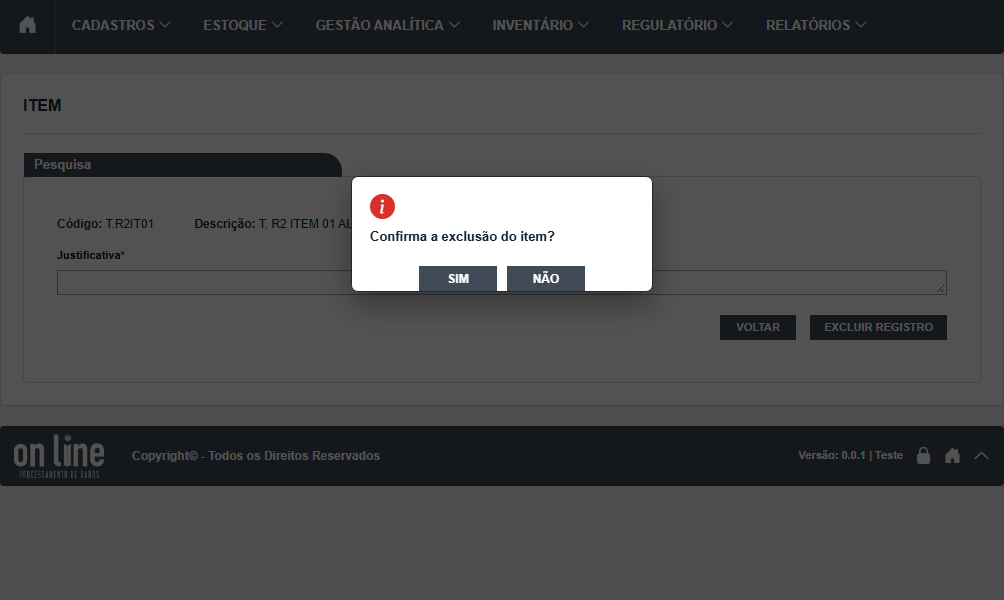 CADASTROS ESTOQUE GESTÃO ANALÍTICA INVENTÁRIO REGULATÓRIO RELATÓRIOS
ITEM
Pesquisa
i
Confirma a exclusão do item?
SIM NÃO
Código: T.R2IT01 Descrição: T. R2 ITEM 01
Justificativa*
VOLTAR EXCLUIR REGISTRO
on line
PROCESSAMENTO DE DADOS
Copyright© - Todos os Direitos Reservados
Versão: 0.0.1 | Teste